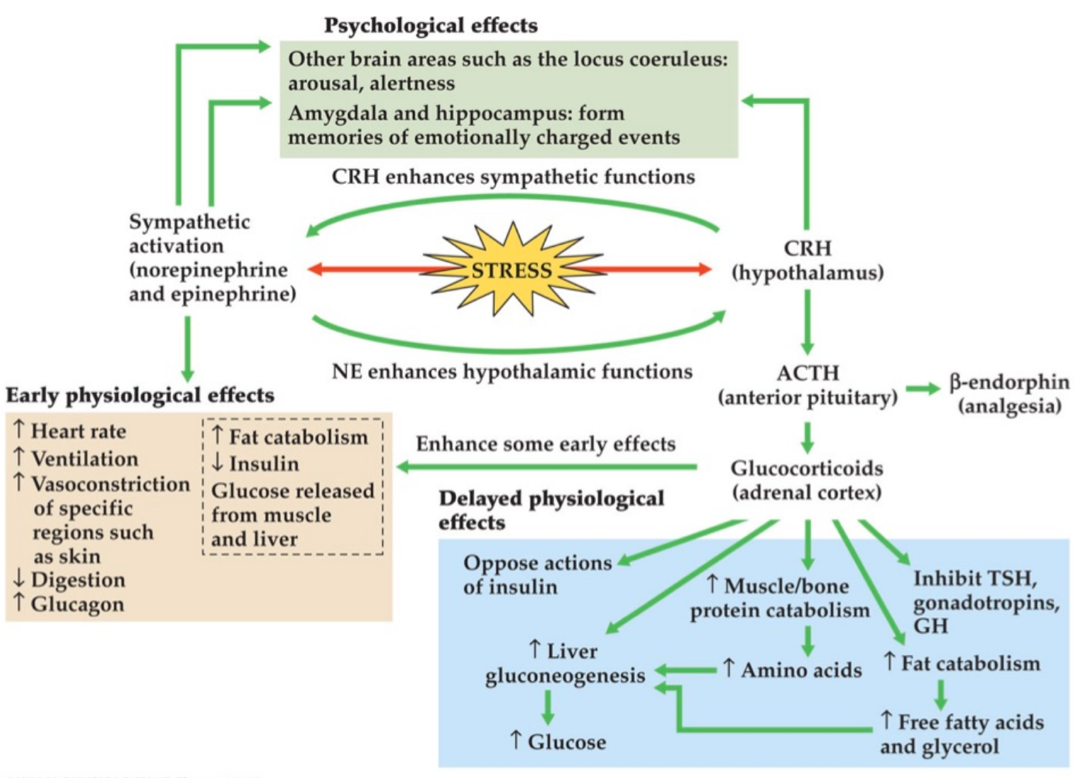 Psychological effects
Other brain areas such as the locus coeruleus:
arousal, alertness
Amygdala and hippocampus: form
memories of emotionally charged events
CRH enhances sympathetic functions
Sympathetic
activation
(norepinephrine
and epinephrine)
STRESS
CRH
(hypothalamus)
NE enhances hypothalamic functions
ACTH
(anterior pituitary)
β-endorphin
(analgesia)
Early physiological effects
↑ Heart rate
↑ Ventilation
↑ Vasoconstriction
of specific
regions such
as skin
↓ Digestion
↑ Glucagon
↑ Fat catabolism
↓ Insulin
Glucose released
from muscle
and liver
Enhance some early effects
Glucocorticoids
(adrenal cortex)
Delayed physiological
effects
Oppose actions
of insulin
↑ Muscle/bone
protein catabolism
Inhibit TSH,
gonadotropins,
GH
↑ Liver
gluconeogenesis
↑ Amino acids
↑ Fat catabolism
↑ Glucose
↑ Free fatty acids
and glycerol